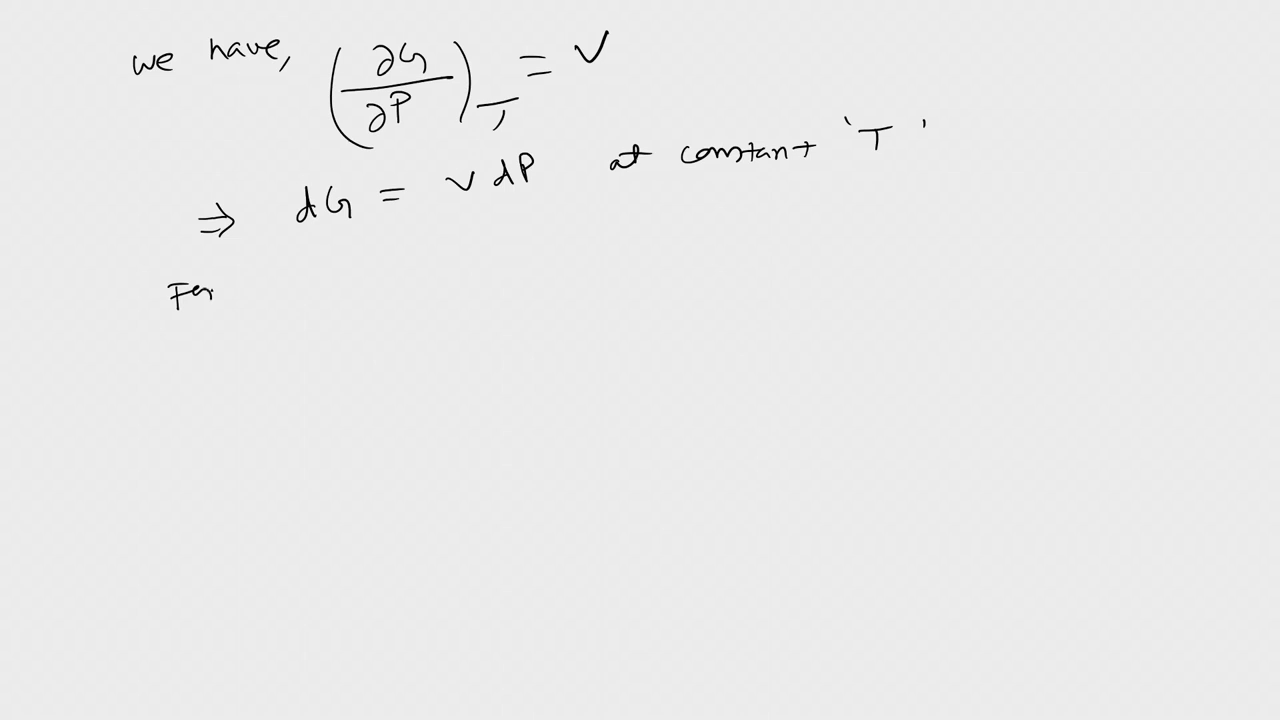 we have, (∂G/∂P)_T = V
⇒ dG = V dP at constant 'T'
For